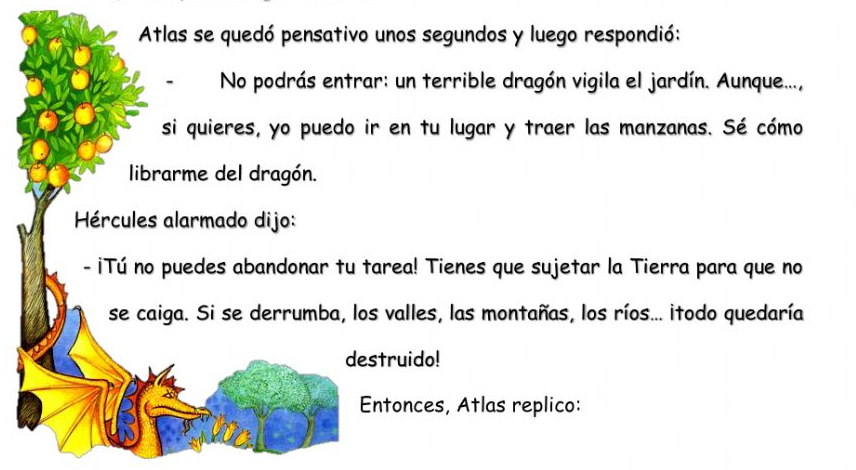 Atlas se quedó pensativo unos segundos y luego respondió:
- No podrás entrar: un terrible dragón vigila el jardín. Aunque...,
si quieres, yo puedo ir en tu lugar y traer las manzanas. Sé cómo
librarme del dragón.
Hércules alarmado dijo:
- ¡Tú no puedes abandonar tu tarea! Tienes que sujetar la Tierra para que no
se caiga. Si se derrumba, los valles, las montañas, los ríos... ¡todo quedaría
destruido!
Entonces, Atlas replico: